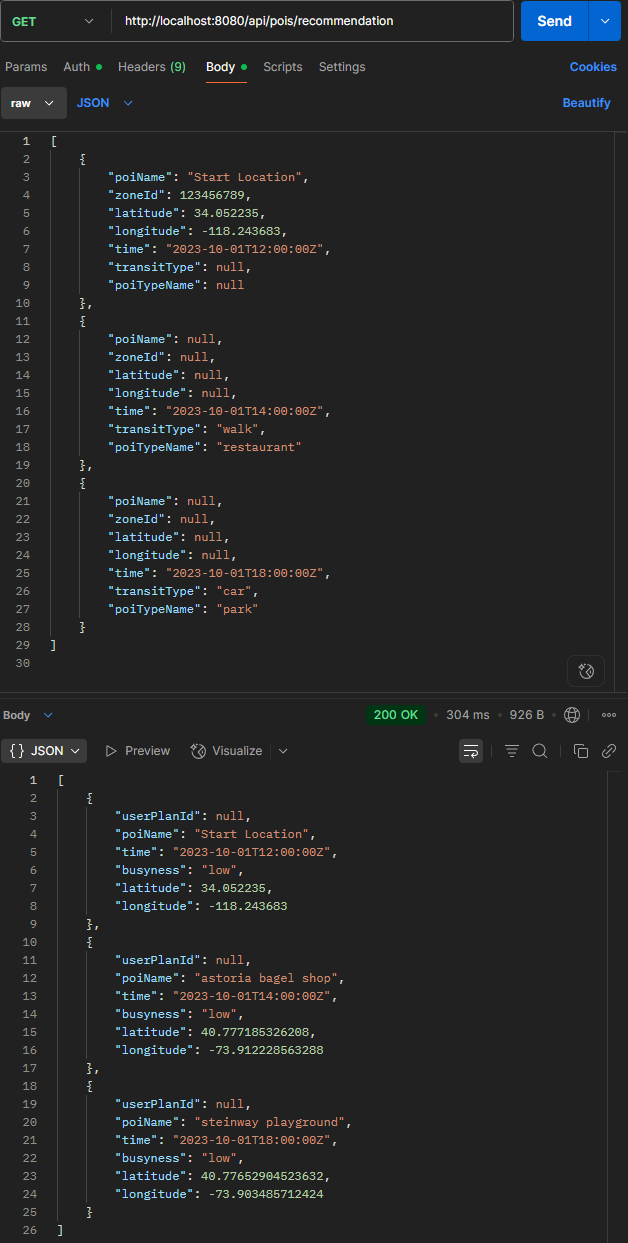 GET http://localhost:8080/api/pois/recommendation Send
Params Auth Headers (9) Body Scripts Settings Cookies
raw JSON Beautify
1 [
2 {
3 "poiName": "Start Location",
4 "zoneId": 123456789,
5 "latitude": 34.052235,
6 "longitude": -118.243683,
7 "time": "2023-10-01T12:00:00Z",
8 "transitType": null,
9 "poiTypeName": null
10 },
11 {
12 "poiName": null,
13 "zoneId": null,
14 "latitude": null,
15 "longitude": null,
16 "time": "2023-10-01T14:00:00Z",
17 "transitType": "walk",
18 "poiTypeName": "restaurant"
19 },
20 {
21 "poiName": null,
22 "zoneId": null,
23 "latitude": null,
24 "longitude": null,
25 "time": "2023-10-01T18:00:00Z",
26 "transitType": "car",
27 "poiTypeName": "park"
28 }
29 ]
30
Body 200 OK • 304 ms • 926 B
{} JSON Preview Visualize
1 [
2 {
3 "userPlanId": null,
4 "poiName": "Start Location",
5 "time": "2023-10-01T12:00:00Z",
6 "busyness": "low",
7 "latitude": 34.052235,
8 "longitude": -118.243683
9 },
10 {
11 "userPlanId": null,
12 "poiName": "astoria bagel shop",
13 "time": "2023-10-01T14:00:00Z",
14 "busyness": "low",
15 "latitude": 40.777185326208,
16 "longitude": -73.912228563288
17 },
18 {
19 "userPlanId": null,
20 "poiName": "steinway playground",
21 "time": "2023-10-01T18:00:00Z",
22 "busyness": "low",
23 "latitude": 40.77652904523632,
24 "longitude": -73.903485712424
25 }
26 ]